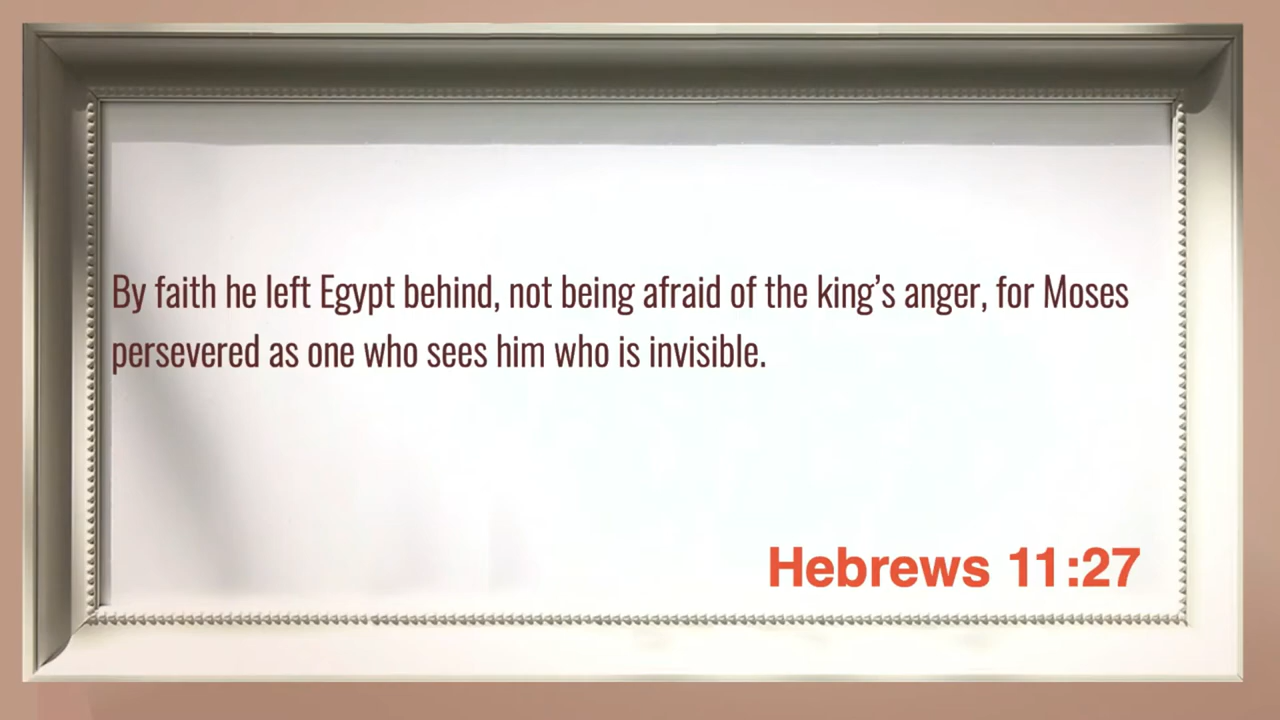 By faith he left Egypt behind, not being afraid of the king’s anger, for Moses
persevered as one who sees him who is invisible.
Hebrews 11:27